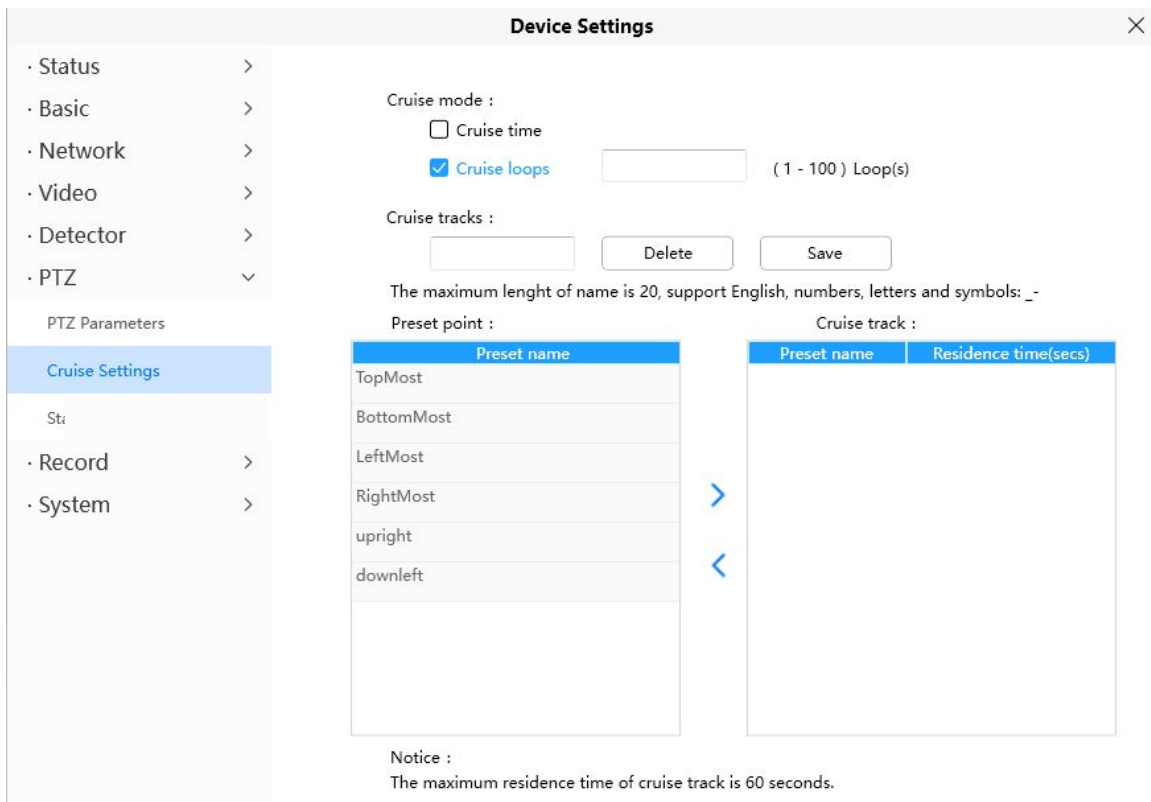 Device Settings
· Status
· Basic
· Network
· Video
· Detector
· PTZ
PTZ Parameters
Cruise Settings
· Record
· System
Cruise mode :
Cruise time
Cruise loops
( 1 - 100 ) Loop(s)
Cruise tracks :
Delete
Save
The maximum lenght of name is 20, support English, numbers, letters and symbols: _-
Preset point :
Preset name
TopMost
BottomMost
LeftMost
RightMost
upright
downleft
Cruise track :
Preset name Residence time(secs)
Notice :
The maximum residence time of cruise track is 60 seconds.